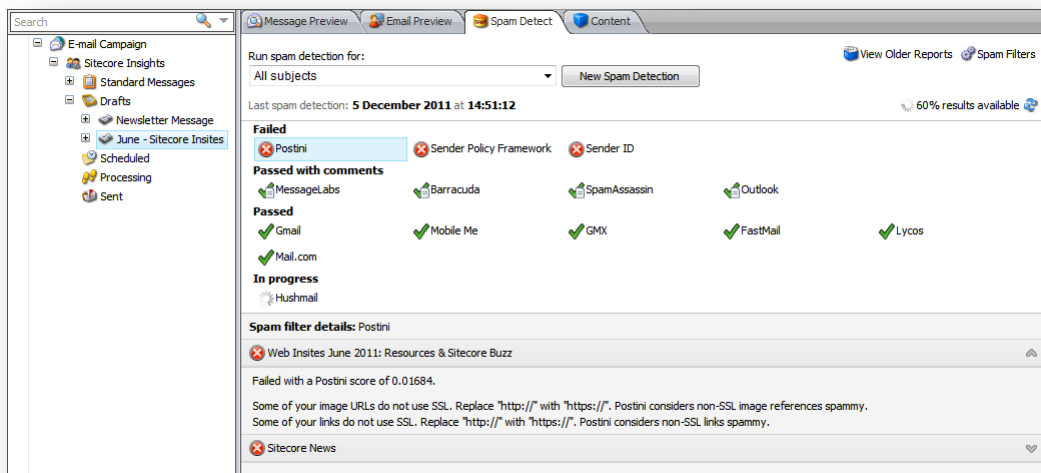 Search
E-mail Campaign
Sitecore Insights
Standard Messages
Drafts
Newsletter Message
June - Sitecore Insites
Scheduled
Processing
Sent
Message Preview Email Preview Spam Detect Content
Run spam detection for:
View Older Reports Spam Filters
All subjects New Spam Detection
Last spam detection: 5 December 2011 at 14:51:12 60% results available
Failed
Postini Sender Policy Framework Sender ID
Passed with comments
MessageLabs Barracuda SpamAssassin Outlook
Passed
Gmail Mobile Me GMX FastMail Lycos
Mail.com
In progress
Hushmail
Spam filter details: Postini
Web Insites June 2011: Resources & Sitecore Buzz
Failed with a Postini score of 0.01684.
Some of your image URLs do not use SSL. Replace "http://" with "https://". Postini considers non-SSL image references spammy.
Some of your links do not use SSL. Replace "http://" with "https://". Postini considers non-SSL links spammy.
Sitecore News